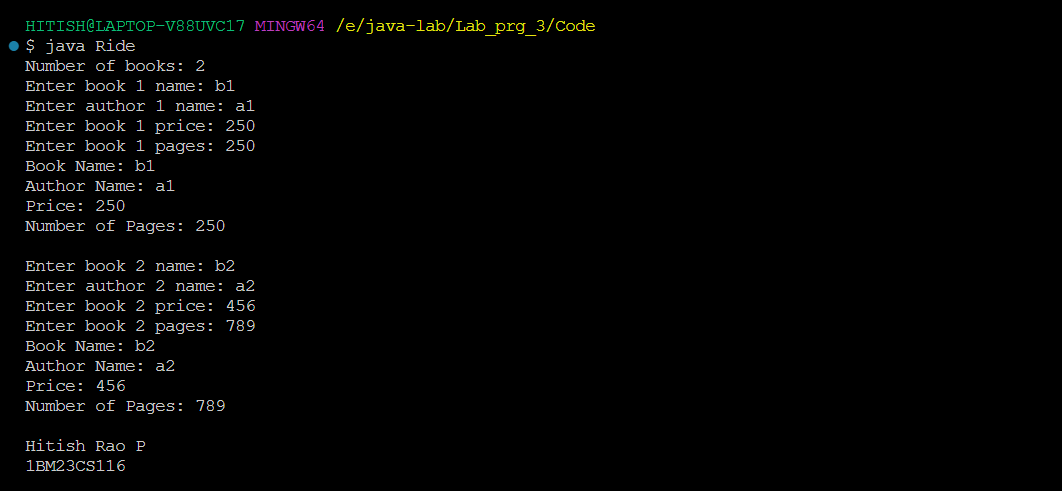 HITISH@LAPTOP-V88UVC17 MINGW64 /e/java-lab/Lab_prg_3/Code
$ java Ride
Number of books: 2
Enter book 1 name: b1
Enter author 1 name: a1
Enter book 1 price: 250
Enter book 1 pages: 250
Book Name: b1
Author Name: a1
Price: 250
Number of Pages: 250

Enter book 2 name: b2
Enter author 2 name: a2
Enter book 2 price: 456
Enter book 2 pages: 789
Book Name: b2
Author Name: a2
Price: 456
Number of Pages: 789

Hitish Rao P
1BM23CS116